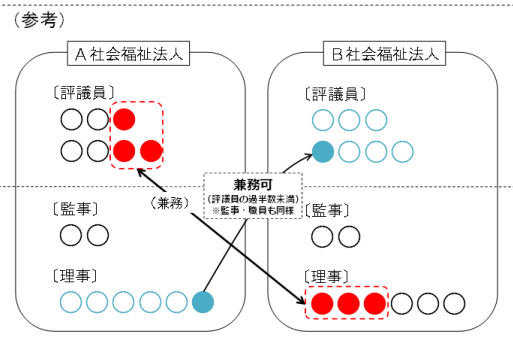 （参考）
Ａ社会福祉法人
Ｂ社会福祉法人
〔評議員〕
〔評議員〕
兼務可
（評議員の過半数未満）
※監事・職員も同様
（兼務）
〔監事〕
〔監事〕
〔理事〕
〔理事〕